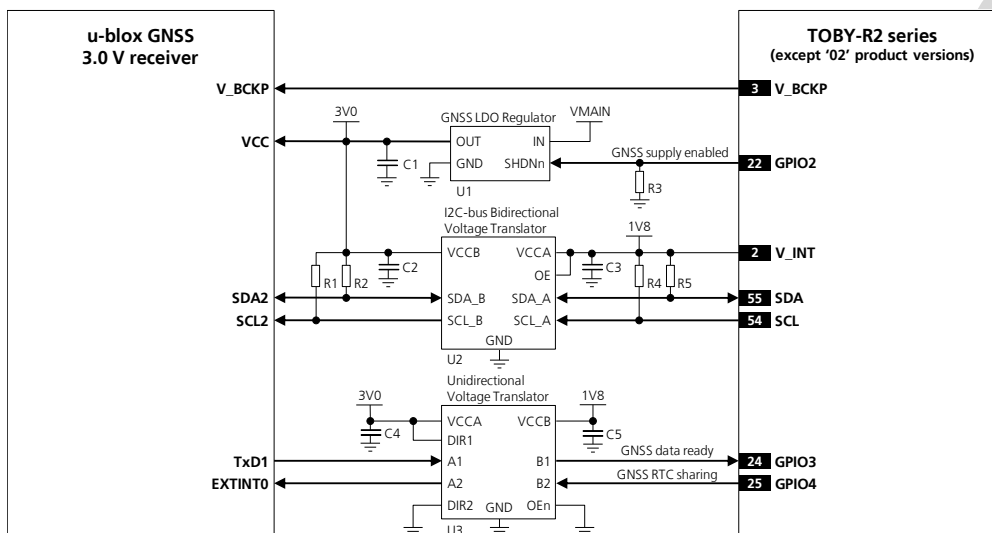 u-blox GNSS
3.0 V receiver
TOBY-R2 series
(except ‘02’ product versions)
V_BCKP
3 V_BCKP
3V0
GNSS LDO Regulator
VMAIN
VCC
OUT
IN
C1
GND
SHDNn
GNSS supply enabled
22 GPIO2
U1
R3
I2C-bus Bidirectional
Voltage Translator
1V8
VCCB
VCCA
2 V_INT
C2
OE
C3
R1
R2
R4
R5
SDA2
SDA_B
SDA_A
55 SDA
SCL2
SCL_B
SCL_A
54 SCL
GND
U2
Unidirectional
Voltage Translator
3V0
1V8
VCCA
VCCB
C4
DIR1
C5
GNSS data ready
TxD1
A1
B1
24 GPIO3
GNSS RTC sharing
EXTINT0
A2
B2
25 GPIO4
DIR2
GND
OEn
U3